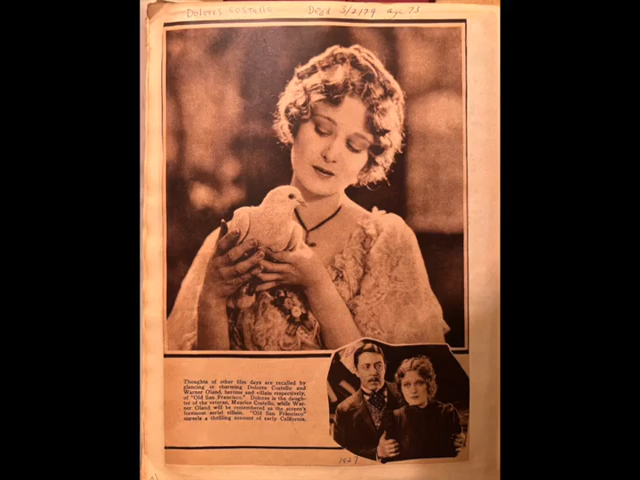 Dolores Costello Died 3/2/79 age 75
Thoughts of other film days are recalled by
glancing at charming Dolores Costello and
Warner Oland, heroine and villain respectively,
of "Old San Francisco." Dolores is the daugh-
ter of the veteran, Maurice Costello, while War-
ner Oland will be remembered as the screen's
foremost serial villain. "Old San Francisco"
unreels a thrilling account of early California.
1927